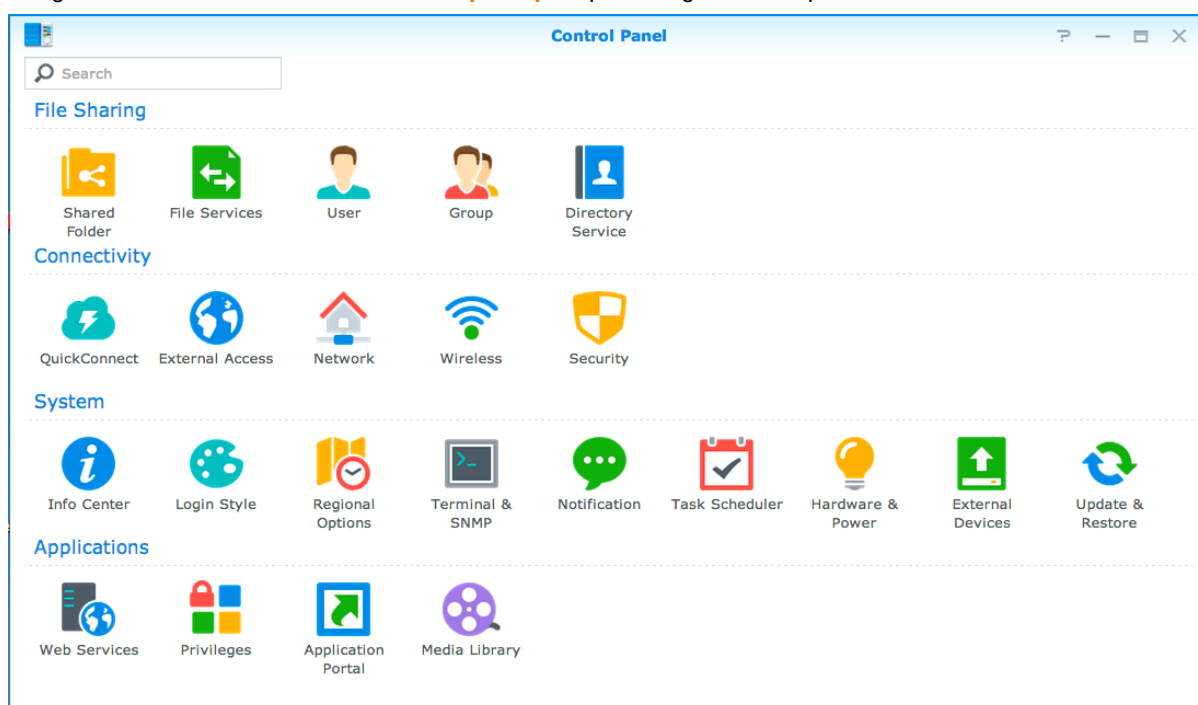 Control Panel
Search
File Sharing
Shared
Folder
File Services
User
Group
Directory
Service
Connectivity
QuickConnect
External Access
Network
Wireless
Security
System
Info Center
Login Style
Regional
Options
Terminal &
SNMP
Notification
Task Scheduler
Hardware &
Power
External
Devices
Update &
Restore
Applications
Web Services
Privileges
Application
Portal
Media Library